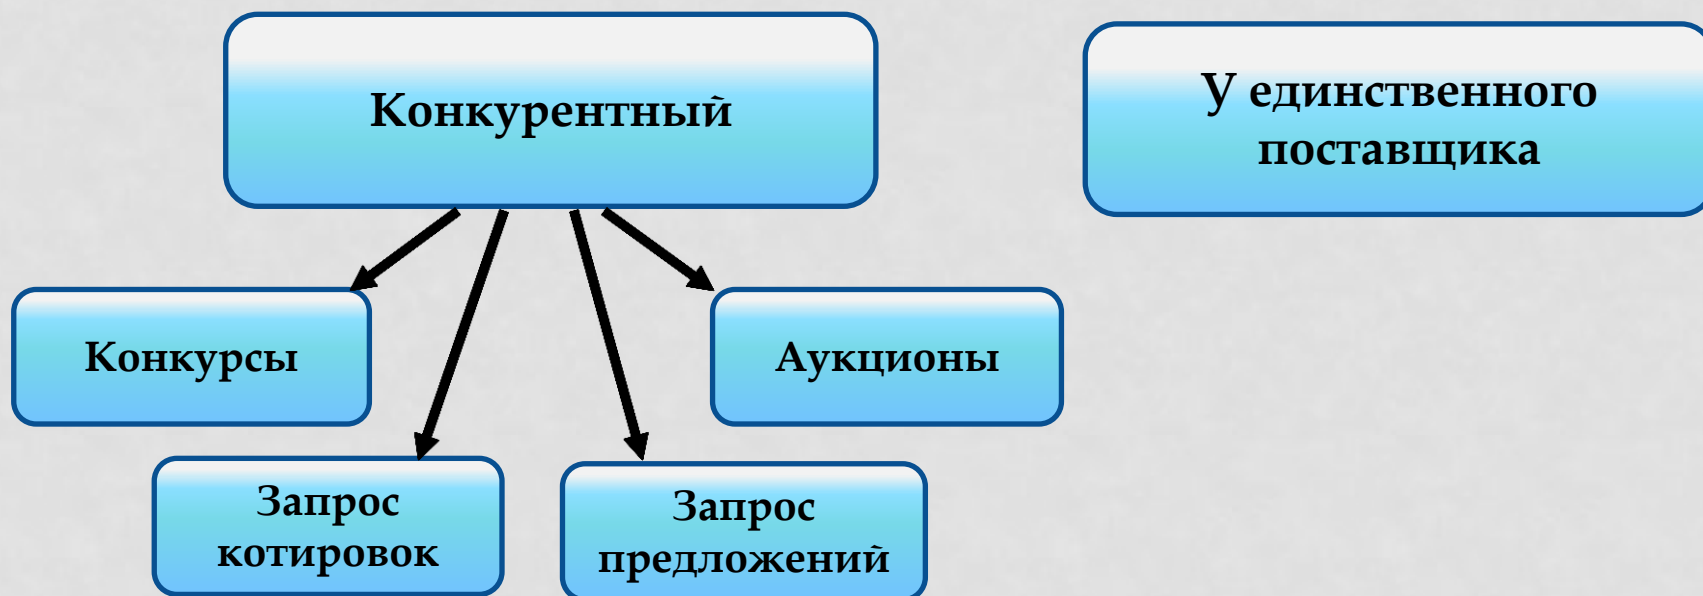 Конкурентный
У единственного
поставщика
Конкурсы
Аукционы
Запрос
котировок
Запрос
предложений